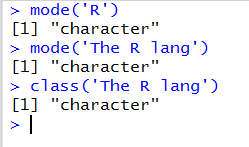 > mode('R')
[1] "character"
> mode('The R lang')
[1] "character"
> class('The R lang')
[1] "character"
>